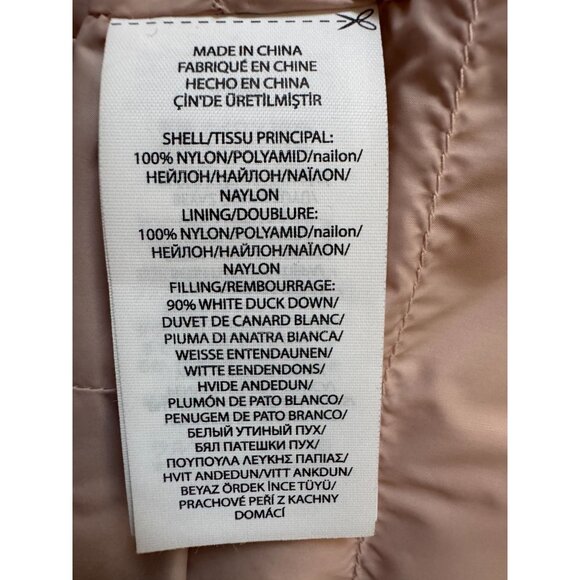 MADE IN CHINA
FABRIQUÉ EN CHINE
HECHO EN CHINA
ÇİN'DE ÜRETİLMİŞTİR
SHELL/TISSU PRINCIPAL:
100% NYLON/POLYAMID/nailon/
НЕЙЛОН/НАЙЛОН/ΝΑΪΛΟΝ/
NAYLON
LINING/DOUBLURE:
100% NYLON/POLYAMID/nailon/
НЕЙЛОН/НАЙЛОН/ΝΑΪΛΟΝ/
NAYLON
FILLING/REMBOURRAGE:
90% WHITE DUCK DOWN/
DUVET DE CANARD BLANC/
PIUMA DI ANATRA BIANCA/
WEISSE ENTENDAUNEN/
WITTE EENDENDONS/
HVIDE ANDEDUN/
PLUMÓN DE PATO BLANCO/
PENUGEM DE PATO BRANCO/
БЕЛЫЙ УТИНЫЙ ПУХ/
БЯЛ ПАТЕШКИ ПУХ/
ΠΟΥΠΟΥΛΑ ΛΕΥΚΗΣ ΠΑΠΙΑΣ/
HVIT ANDEDUN/VITT ANKDUN/
BEYAZ ÖRDEK İNCE TÜYÜ/
PRACHOVÉ PEŘÍ Z KACHNY
DOMÁCÍ